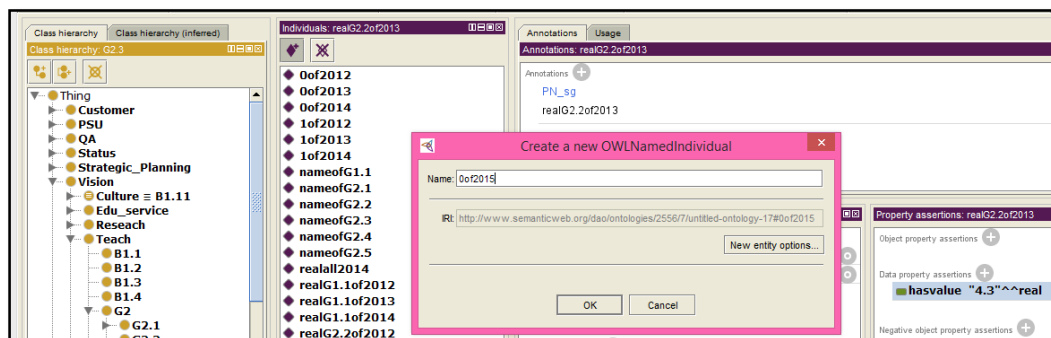 Class hierarchy
Class hierarchy (inferred)
Class hierarchy: G2.3
Thing
Customer
PSU
QA
Status
Strategic_Planning
Vision
Culture ≡ B1.11
Edu_service
Reseach
Teach
B1.1
B1.2
B1.3
B1.4
G2
G2.1
Individuals: realG2.2of2013
0of2012
0of2013
0of2014
1of2012
1of2013
1of2014
nameofG1.1
nameofG2.1
nameofG2.2
nameofG2.3
nameofG2.4
nameofG2.5
realall2014
realG1.1of2012
realG1.1of2013
realG1.1of2014
realG2.2of2012
Annotations
Usage
Annotations: realG2.2of2013
Annotations
PN_sg
realG2.2of2013
Create a new OWLNamedIndividual
Name: 0of2015
IRI: http://www.semanticweb.org/dao/ontologies/2556/7/untitled-ontology-17#0of2015
New entity options...
OK
Cancel
Property assertions: realG2.2of2013
Object property assertions
Data property assertions
hasvalue "4.3"^^real
Negative object property assertions